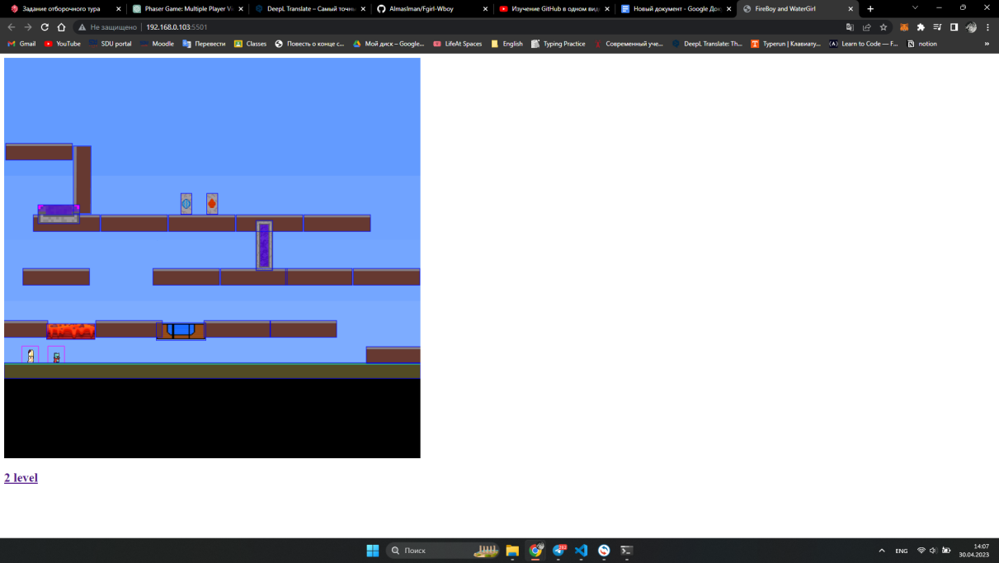 Задание отборочного тура
Phaser Game: Multiple Player Vi
DeepL Translate – Самый точн
AlmasIman/Fgirl-Wboy
Изучение GitHub в одном вид
Новый документ - Google Док
FireBoy and WaterGirl
Не защищено
192.168.0.103:5501
Gmail
YouTube
SDU portal
Moodle
Перевести
Classes
Повесть о конце с...
Мой диск – Google...
LifeAt Spaces
English
Typing Practice
Современный уче...
DeepL Translate: Th...
Typerun | Клавиату...
Learn to Code — F...
notion
»
2 level
Поиск
ENG
14:07
30.04.2023